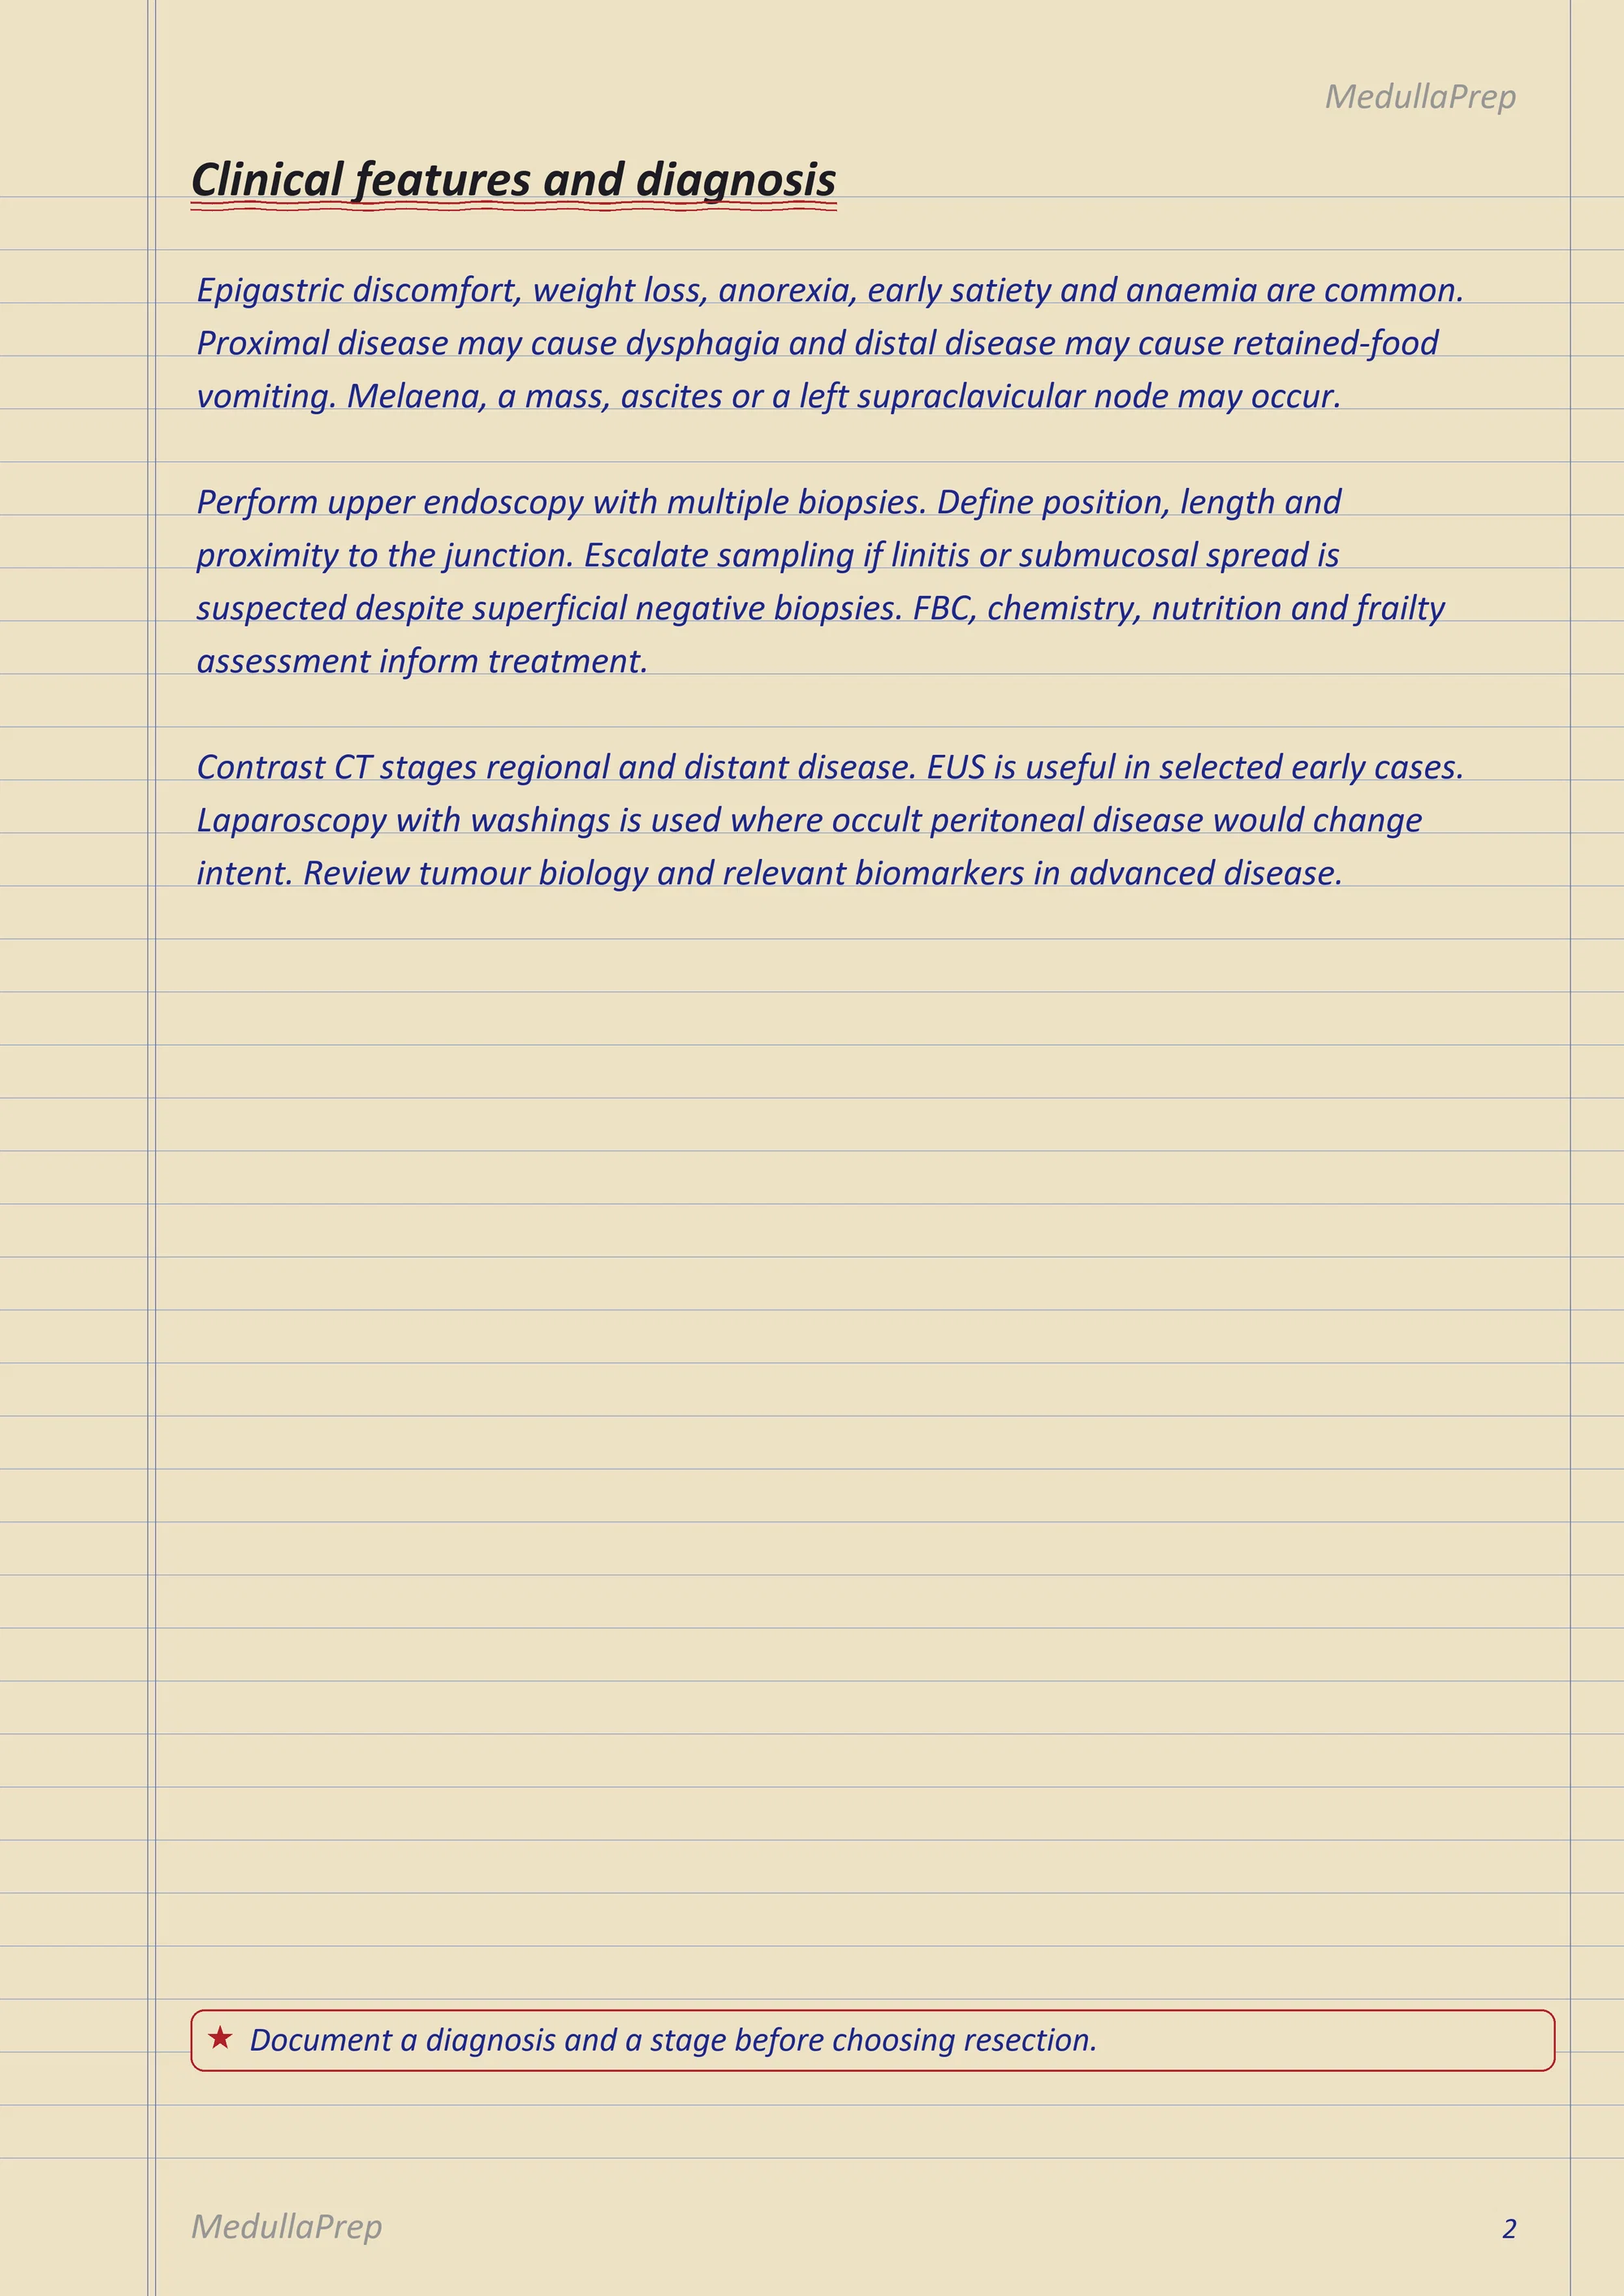 MedullaPrep
Clinical features and diagnosis
Epigastric discomfort, weight loss, anorexia, early satiety and anaemia are common.
Proximal disease may cause dysphagia and distal disease may cause retained-food
vomiting. Melaena, a mass, ascites or a left supraclavicular node may occur.
Perform upper endoscopy with multiple biopsies. Define position, length and
proximity to the junction. Escalate sampling if linitis or submucosal spread is
suspected despite superficial negative biopsies. FBC, chemistry, nutrition and frailty
assessment inform treatment.
Contrast CT stages regional and distant disease. EUS is useful in selected early cases.
Laparoscopy with washings is used where occult peritoneal disease would change
intent. Review tumour biology and relevant biomarkers in advanced disease.
★ Document a diagnosis and a stage before choosing resection.
MedullaPrep
2